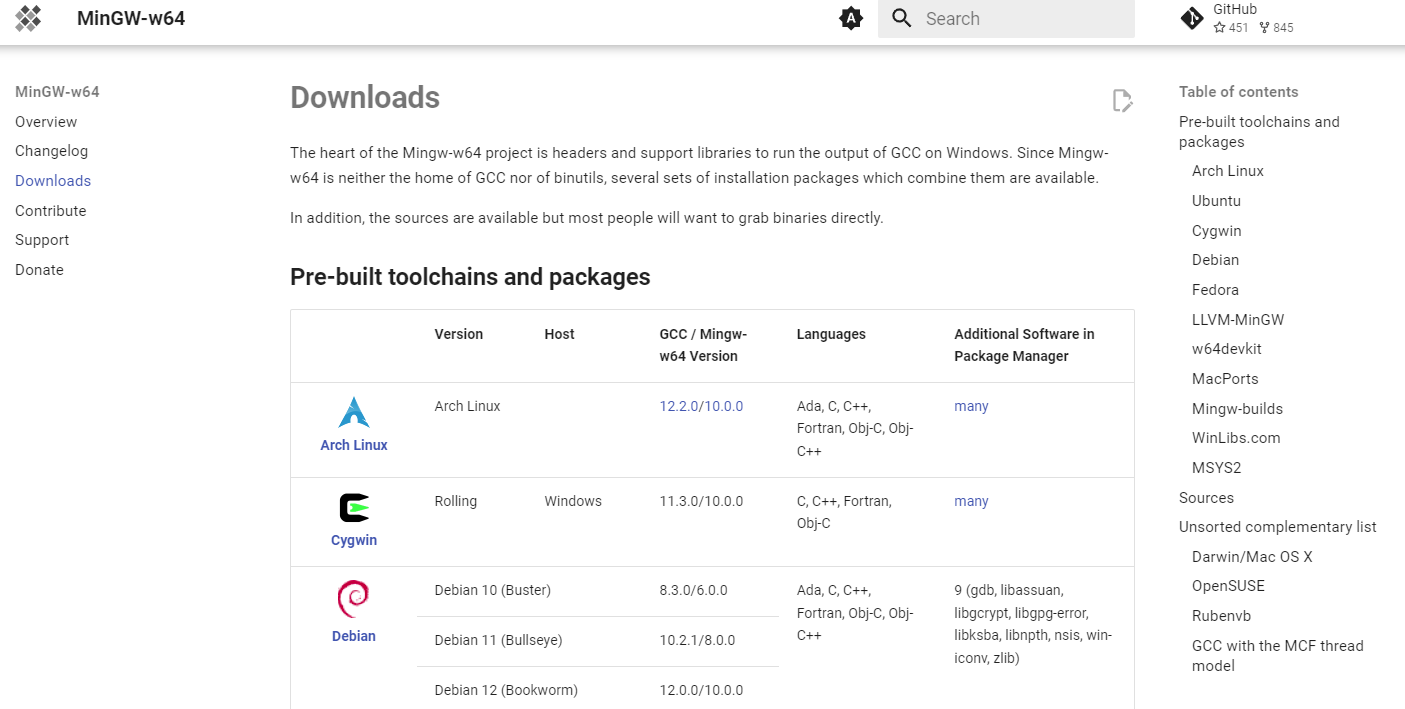 MinGW-w64
Search
GitHub
451 845
MinGW-w64
Overview
Changelog
Downloads
Contribute
Support
Donate
Downloads
The heart of the Mingw-w64 project is headers and support libraries to run the output of GCC on Windows. Since Mingw-
w64 is neither the home of GCC nor of binutils, several sets of installation packages which combine them are available.
In addition, the sources are available but most people will want to grab binaries directly.
Pre-built toolchains and packages
Version Host GCC / Mingw- Languages Additional Software in
w64 Version Package Manager
Arch Linux 12.2.0/10.0.0 Ada, C, C++, many
Fortran, Obj-C, Obj-
Arch Linux
C++
Rolling Windows 11.3.0/10.0.0 C, C++, Fortran, many
Obj-C
Cygwin
Debian 10 (Buster) 8.3.0/6.0.0 Ada, C, C++, 9 (gdb, libassuan,
Fortran, Obj-C, Obj- libgcrypt, libgpg-error,
Debian
C++ libksba, libnpth, nsis, win-
Debian 11 (Bullseye) 10.2.1/8.0.0
iconv, zlib)
Debian 12 (Bookworm) 12.0.0/10.0.0
Table of contents
Pre-built toolchains and
packages
Arch Linux
Ubuntu
Cygwin
Debian
Fedora
LLVM-MinGW
w64devkit
MacPorts
Mingw-builds
WinLibs.com
MSYS2
Sources
Unsorted complementary list
Darwin/Mac OS X
OpenSUSE
Rubenvb
GCC with the MCF thread
model